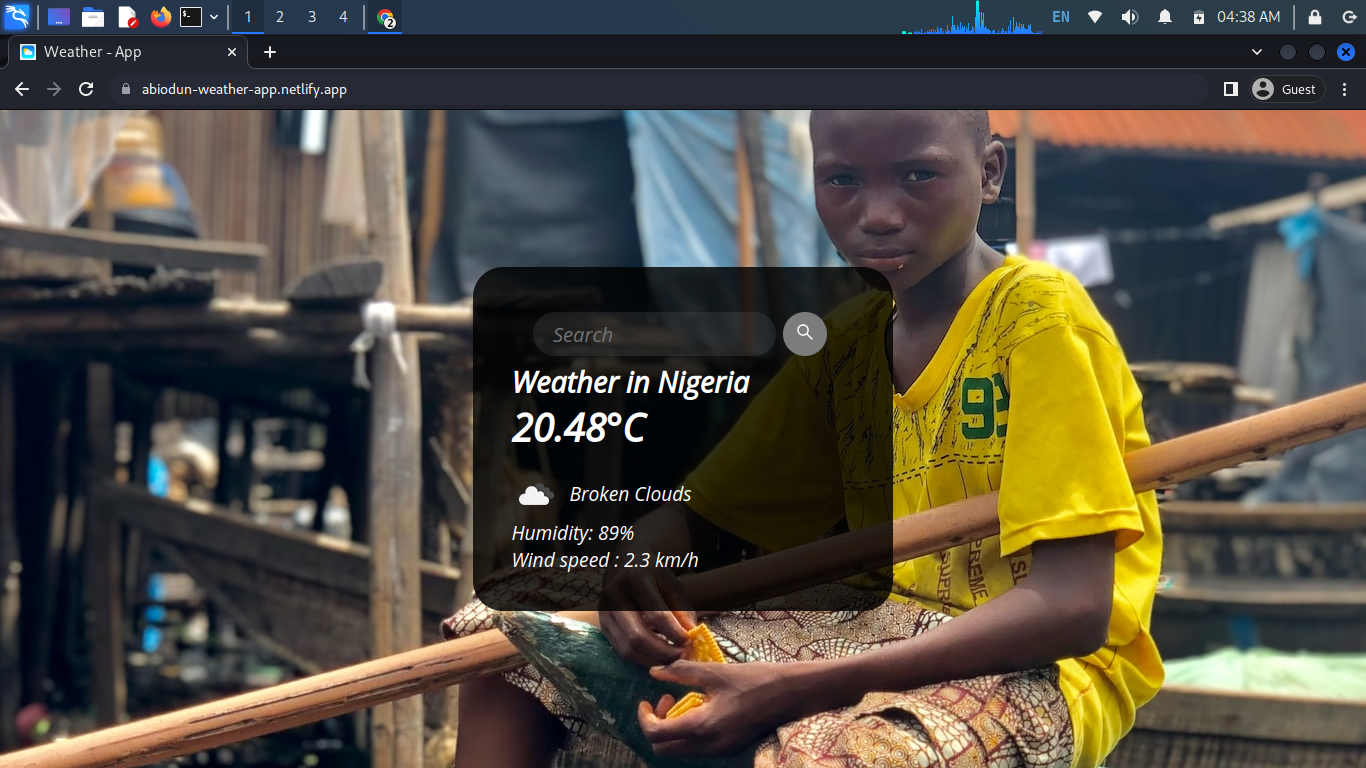 1 2 3 4
2
EN
04:38 AM
Weather - App
abiodun-weather-app.netlify.app
Guest
Search
Weather in Nigeria
20.48°C
Broken Clouds
Humidity: 89%
Wind speed : 2.3 km/h